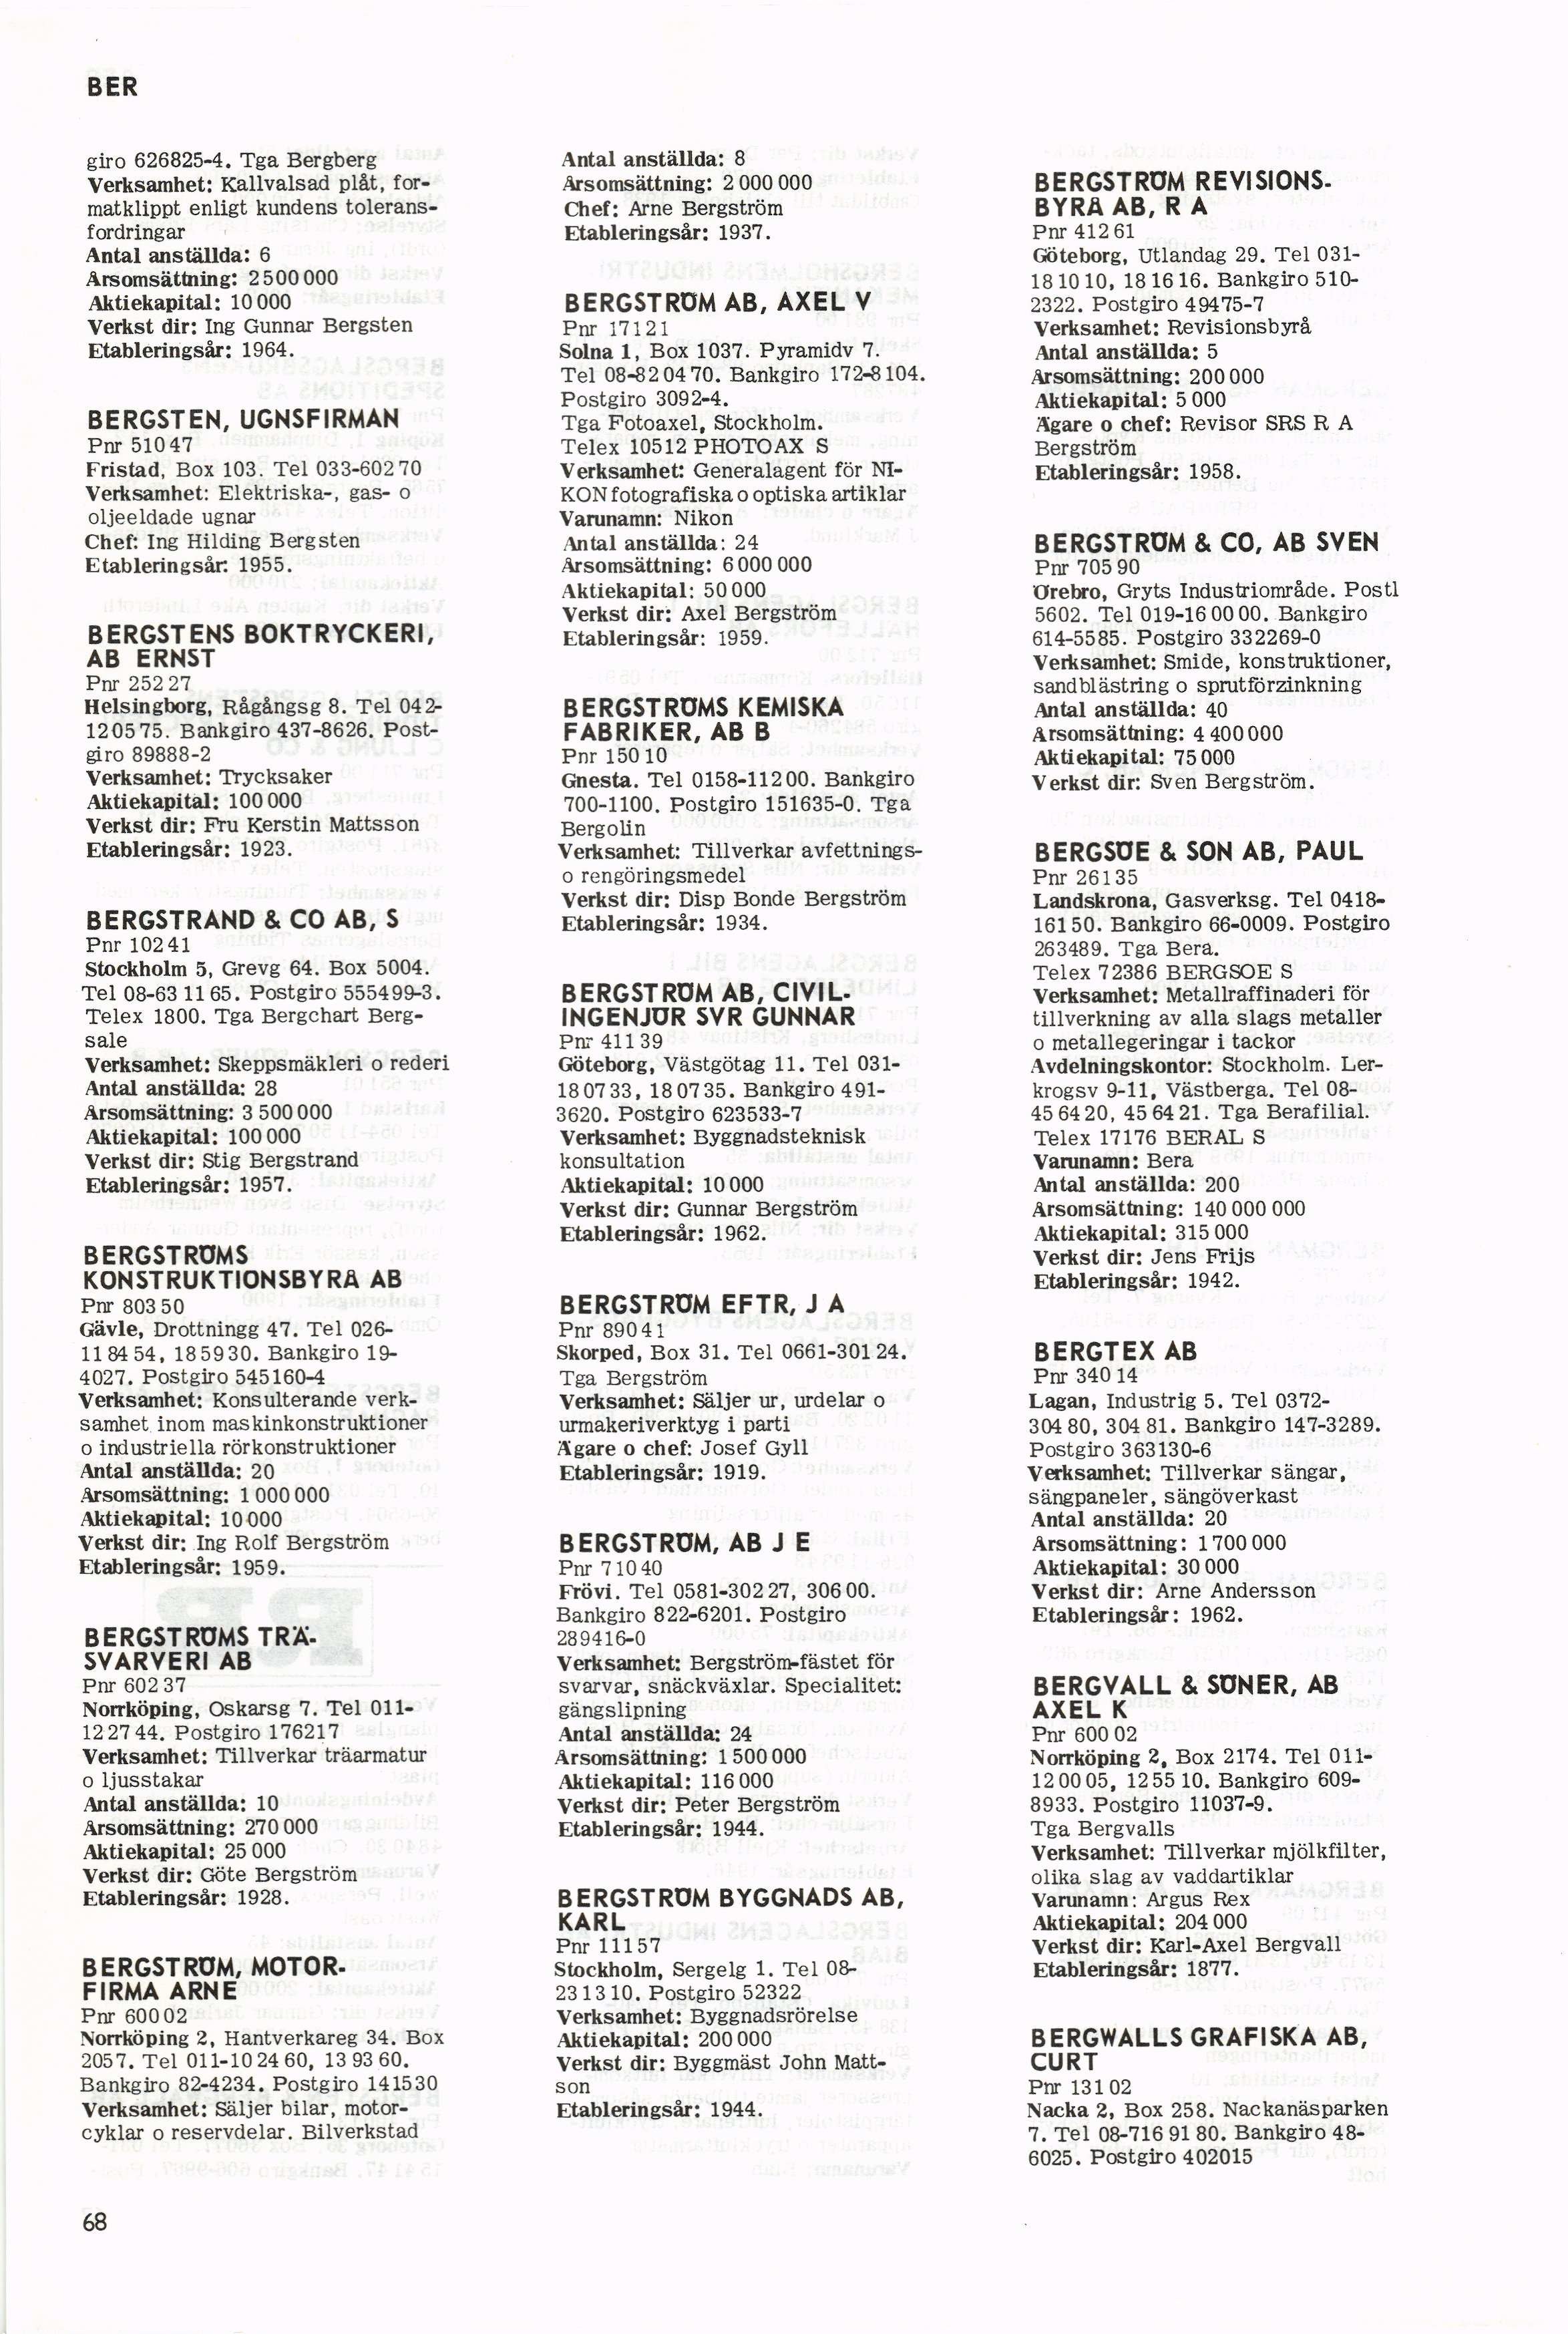 BER
giro 626825-4. Tga Bergberg
Verksamhet: Kallvalsad plåt, for-
matklippt enligt kundens tolerans-
fordringar
Antal anställda: 6
Årsomsättning: 2 500 000
Aktiekapital: 10 000
Verkst dir: Ing Gunnar Bergsten
Etableringsår: 1964.
BERGSTEN, UGNSFIRMAN
Pnr 510 47
Fristad, Box 103. Tel 033-602 70
Verksamhet: Elektriska-, gas- o
oljeeldade ugnar
Chef: Ing Hilding Bergsten
Etableringsår: 1955.
BERGSTENS BOKTRYCKERI,
AB ERNST
Pnr 252 27
Helsingborg, Rågångsg 8. Tel 042-
12 05 75. Bankgiro 437-8626. Post-
giro 89888-2
Verksamhet: Trycksaker
Aktiekapital: 100 000
Verkst dir: Fru Kerstin Mattsson
Etableringsår: 1923.
BERGSTRAND & CO AB, S
Pnr 102 41
Stockholm 5, Grevg 64. Box 5004.
Tel 08-63 11 65. Postgiro 555499-3.
Telex 1800. Tga Bergchart Berg-
sale
Verksamhet: Skeppsmäkleri o rederi
Antal anställda: 28
Årsomsättning: 3 500 000
Aktiekapital: 100 000
Verkst dir: Stig Bergstrand
Etableringsår: 1957.
BERGSTRÖMS
KONSTRUKTIONSBYRÅ AB
Pnr 803 50
Gävle, Drottningg 47. Tel 026-
11 84 54, 18 59 30. Bankgiro 19-
4027. Postgiro 545160-4
Verksamhet: Konsulterande verk-
samhet inom maskinkonstruktioner
o industriella rörkonstruktioner
Antal anställda: 20
Årsomsättning: 1 000 000
Aktiekapital: 10 000
Verkst dir: Ing Rolf Bergström
Etableringsår: 1959.
BERGSTRÖMS TRÄ-
SVARVERI AB
Pnr 602 37
Norrköping, Oskarsg 7. Tel 011-
12 27 44. Postgiro 176217
Verksamhet: Tillverkar träarmatur
o ljusstakar
Antal anställda: 10
Årsomsättning: 270 000
Aktiekapital: 25 000
Verkst dir: Göte Bergström
Etableringsår: 1928.
BERGSTRÖM, MOTOR-
FIRMA ARNE
Pnr 600 02
Norrköping 2, Hantverkareg 34. Box
2057. Tel 011-10 24 60, 13 93 60.
Bankgiro 82-4234. Postgiro 141530
Verksamhet: Säljer bilar, motor-
cyklar o reservdelar. Bilverkstad
Antal anställda: 8
Årsomsättning: 2 000 000
Chef: Arne Bergström
Etableringsår: 1937.
BERGSTRÖM AB, AXEL V
Pnr 171 21
Solna 1, Box 1037. Pyramidv 7.
Tel 08-82 04 70. Bankgiro 172-8104.
Postgiro 3092-4.
Tga Fotoaxel, Stockholm.
Telex 10512 PHOTOAX S
Verksamhet: Generalagent för NI-
KON fotografiska o optiska artiklar
Varunamn: Nikon
Antal anställda: 24
Årsomsättning: 6 000 000
Aktiekapital: 50 000
Verkst dir: Axel Bergström
Etableringsår: 1959.
BERGSTRÖMS KEMISKA
FABRIKER, AB B
Pnr 150 10
Gnesta. Tel 0158-112 00. Bankgiro
700-1100. Postgiro 151635-0. Tga
Bergolin
Verksamhet: Tillverkar avfettnings-
o rengöringsmedel
Verkst dir: Disp Bonde Bergström
Etableringsår: 1934.
BERGSTRÖM AB, CIVIL-
INGENJÖR SVR GUNNAR
Pnr 411 39
Göteborg, Västgötag 11. Tel 031-
18 07 33, 18 07 35. Bankgiro 491-
3620. Postgiro 623533-7
Verksamhet: Byggnadsteknisk
konsultation
Aktiekapital: 10 000
Verkst dir: Gunnar Bergström
Etableringsår: 1962.
BERGSTRÖM EFTR, J A
Pnr 890 41
Skorped, Box 31. Tel 0661-301 24.
Tga Bergström
Verksamhet: Säljer ur, urdelar o
urmakeriverktyg i parti
Ägare o chef: Josef Gyll
Etableringsår: 1919.
BERGSTRÖM, AB J E
Pnr 710 40
Frövi. Tel 0581-302 27, 306 00.
Bankgiro 822-6201. Postgiro
289416-0
Verksamhet: Bergström-fästet för
svarvar, snäckväxlar. Specialitet:
gängslipning
Antal anställda: 24
Årsomsättning: 1 500 000
Aktiekapital: 116 000
Verkst dir: Peter Bergström
Etableringsår: 1944.
BERGSTRÖM BYGGNADS AB,
KARL
Pnr 111 57
Stockholm, Sergelg 1. Tel 08-
23 13 10. Postgiro 52322
Verksamhet: Byggnadsrörelse
Aktiekapital: 200 000
Verkst dir: Byggmäst John Matt-
son
Etableringsår: 1944.
BERGSTRÖM REVISIONS-
BYRÅ AB, R A
Pnr 412 61
Göteborg, Utlandag 29. Tel 031-
18 10 10, 18 16 16. Bankgiro 510-
2322. Postgiro 49475-7
Verksamhet: Revisionsbyrå
Antal anställda: 5
Årsomsättning: 200 000
Aktiekapital: 5 000
Ägare o chef: Revisor SRS R A
Bergström
Etableringsår: 1958.
BERGSTRÖM & CO, AB SVEN
Pnr 705 90
Örebro, Gryts Industriområde. Postl
5602. Tel 019-16 00 00. Bankgiro
614-5585. Postgiro 332269-0
Verksamhet: Smide, konstruktioner,
sandblästring o sprutförzinkning
Antal anställda: 40
Årsomsättning: 4 400 000
Aktiekapital: 75 000
Verkst dir: Sven Bergström.
BERGSÖE & SON AB, PAUL
Pnr 261 35
Landskrona, Gasverksg. Tel 0418-
161 50. Bankgiro 66-0009. Postgiro
263489. Tga Bera.
Telex 72386 BERGSOE S
Verksamhet: Metallraffinaderi för
tillverkning av alla slags metaller
o metallegeringar i tackor
Avdelningskontor: Stockholm. Ler-
krogsv 9-11, Västberga. Tel 08-
45 64 20, 45 64 21. Tga Berafilial.
Telex 17176 BERAL S
Varunamn: Bera
Antal anställda: 200
Årsomsättning: 140 000 000
Aktiekapital: 315 000
Verkst dir: Jens Frijs
Etableringsår: 1942.
BERGTEX AB
Pnr 340 14
Lagan, Industrig 5. Tel 0372-
304 80, 304 81. Bankgiro 147-3289.
Postgiro 363130-6
Verksamhet: Tillverkar sängar,
sängpaneler, sängöverkast
Antal anställda: 20
Årsomsättning: 1 700 000
Aktiekapital: 30 000
Verkst dir: Arne Andersson
Etableringsår: 1962.
BERGVALL & SÖNER, AB
AXEL K
Pnr 600 02
Norrköping 2, Box 2174. Tel 011-
12 00 05, 12 55 10. Bankgiro 609-
8933. Postgiro 11037-9.
Tga Bergvalls
Verksamhet: Tillverkar mjölkfilter,
olika slag av vaddartiklar
Varunamn: Argus Rex
Aktiekapital: 204 000
Verkst dir: Karl-Axel Bergvall
Etableringsår: 1877.
BERGWALLS GRAFISKA AB,
CURT
Pnr 131 02
Nacka 2, Box 258. Nackanäsparken
7. Tel 08-716 91 80. Bankgiro 48-
6025. Postgiro 402015
68